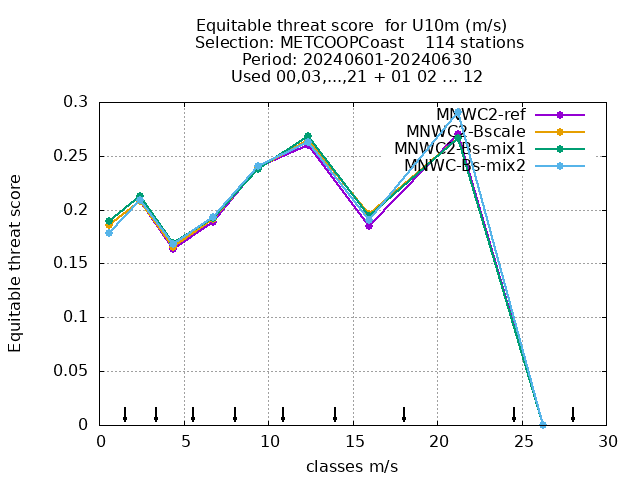 Equitable threat score  for U10m (m/s)
Selection: METCOOPCoast    114 stations
Period: 20240601-20240630
Used 00,03,...,21 + 01 02 ... 12
MNWC2-ref
MNWC2-Bscale
MNWC2-Bs-mix1
MNWC-Bs-mix2
Equitable threat score
0.3
0.25
0.2
0.15
0.1
0.05
0
0 5 10 15 20 25 30
classes m/s